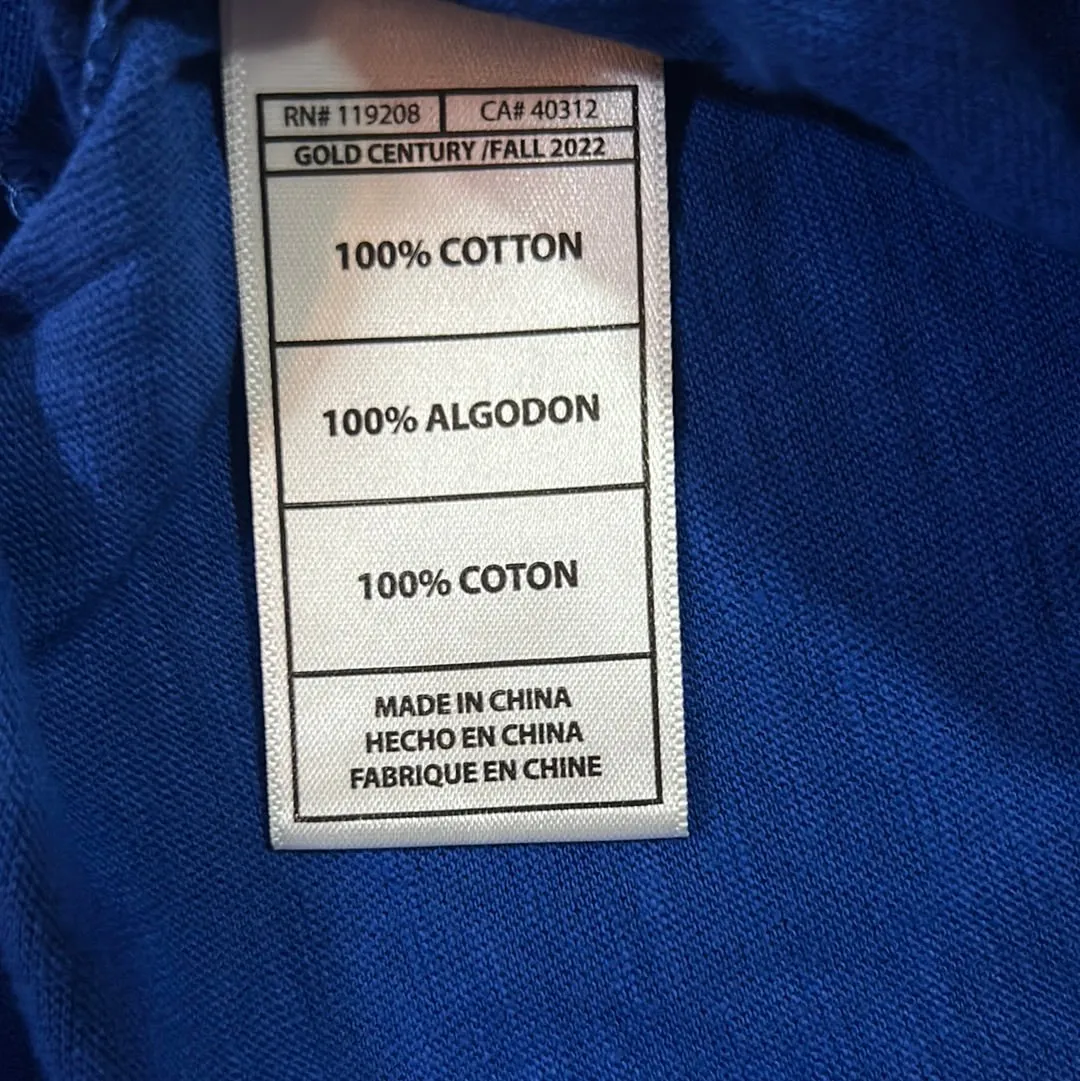 RN# 119208 CA# 40312
GOLD CENTURY /FALL 2022
100% COTTON
100% ALGODON
100% COTON
MADE IN CHINA
HECHO EN CHINA
FABRIQUE EN CHINE